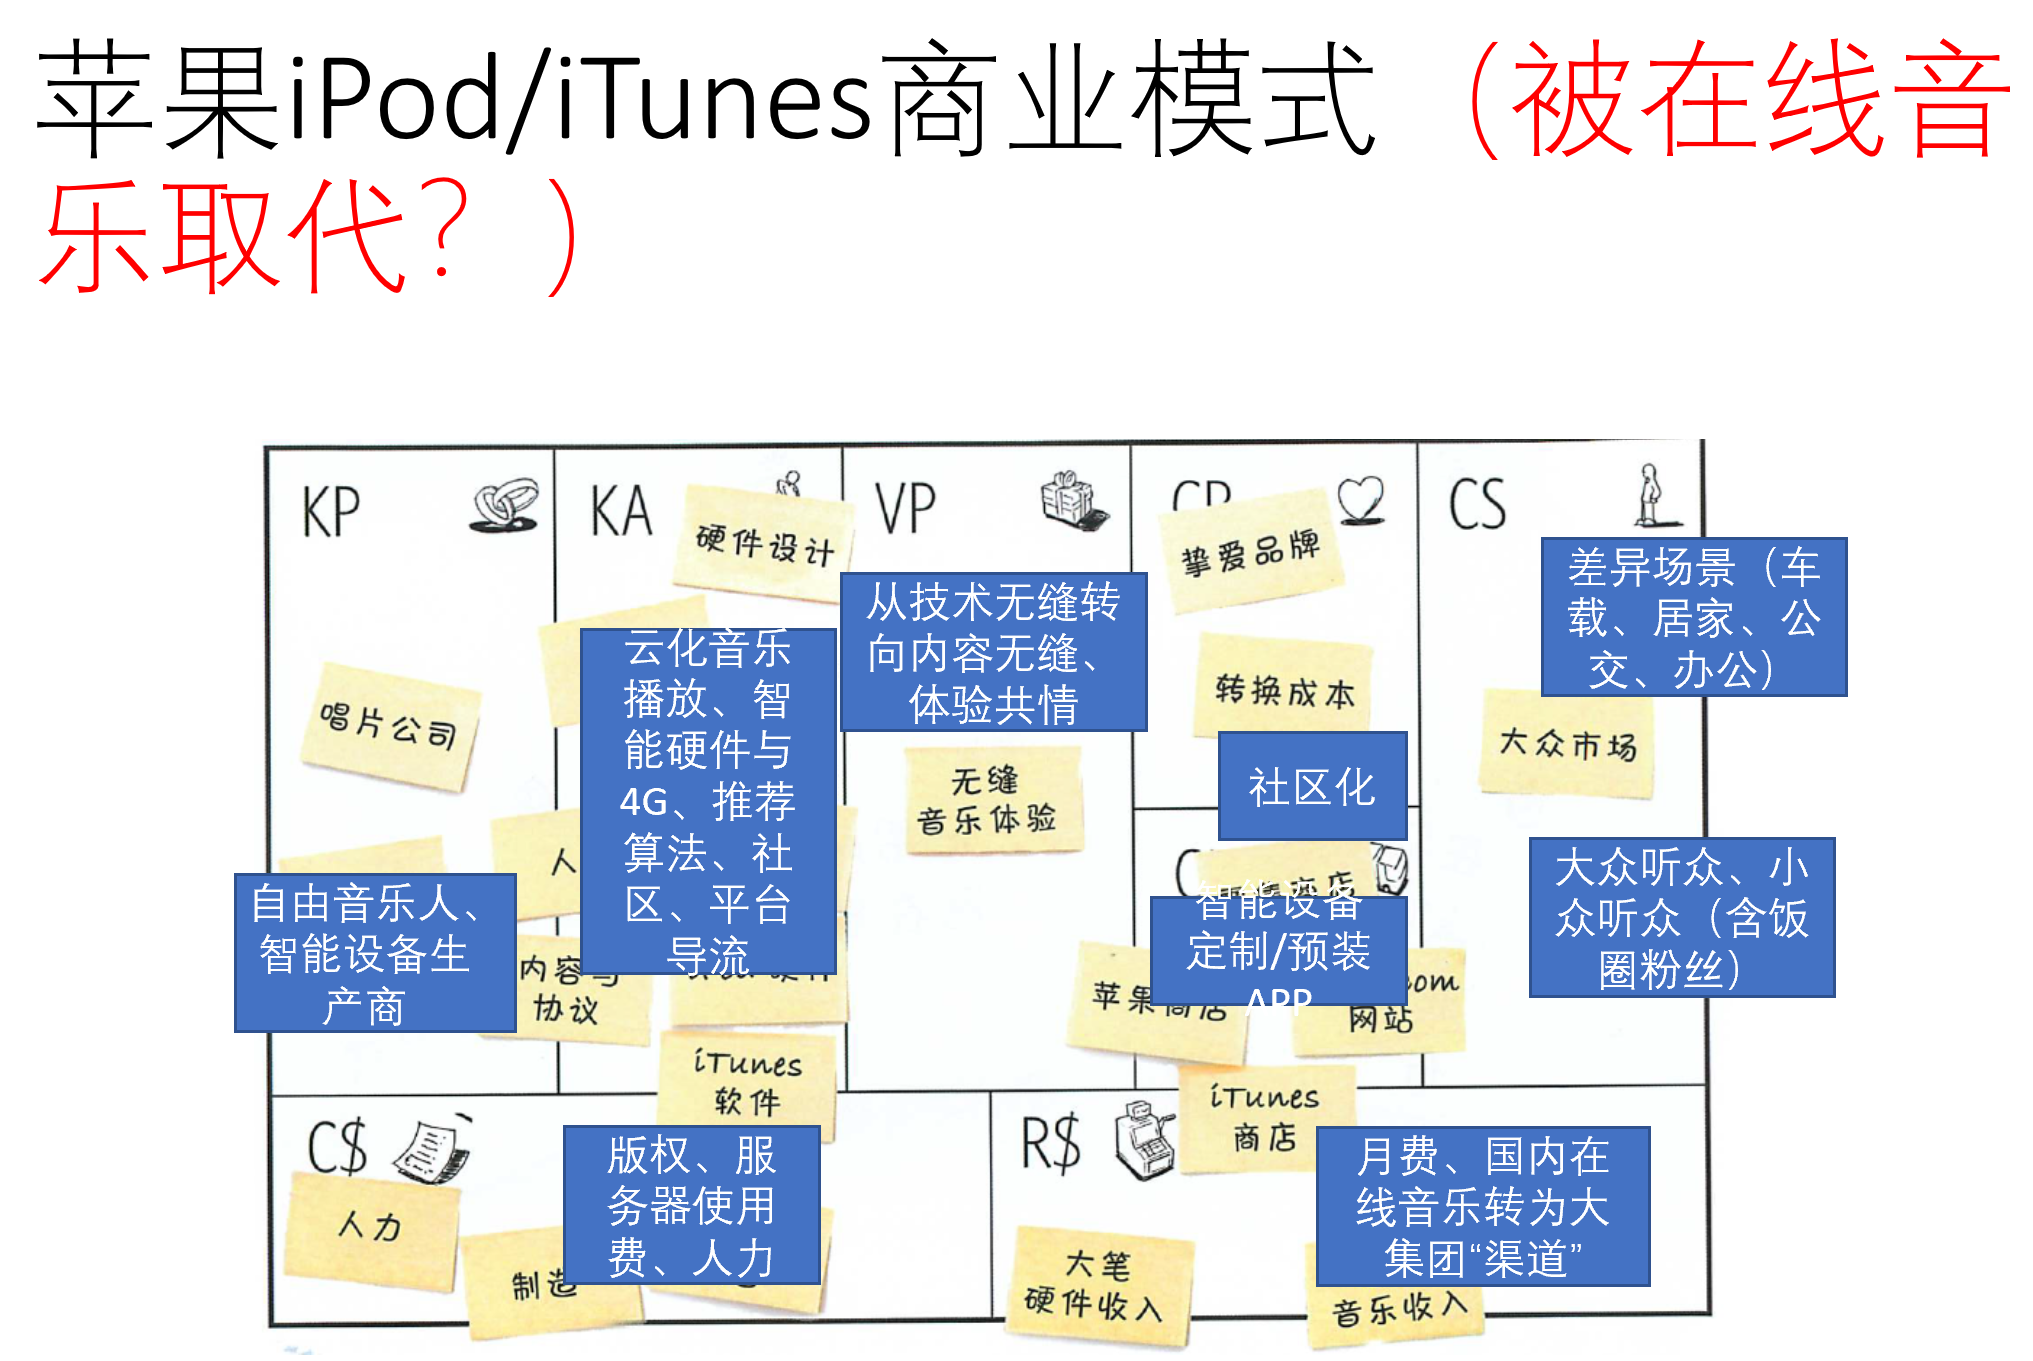 苹果iPod/iTunes商业模式（被在线音
乐取代？）
KP
KA
VP
CS
硬件设计
挚爱品牌
差异场景（车
载、居家、公
交、办公）
从技术无缝转
向内容无缝、
体验共情
云化音乐
播放、智
能硬件与
4G、推荐
算法、社
区、平台
导流
唱片公司
转换成本
大众市场
无缝
音乐体验
社区化
人
大众听众、小
众听众（含饭
圈粉丝）
自由音乐人、
智能设备生
产商
商店
智能设备
定制/预装
APP
内容与
协议
苹果商店
com
网站
iTunes
软件
iTunes
商店
C$
R$
版权、服
务器使用
费、人力
月费、国内在
线音乐转为大
集团“渠道”
人力
制造
大笔
硬件收入
音乐收入